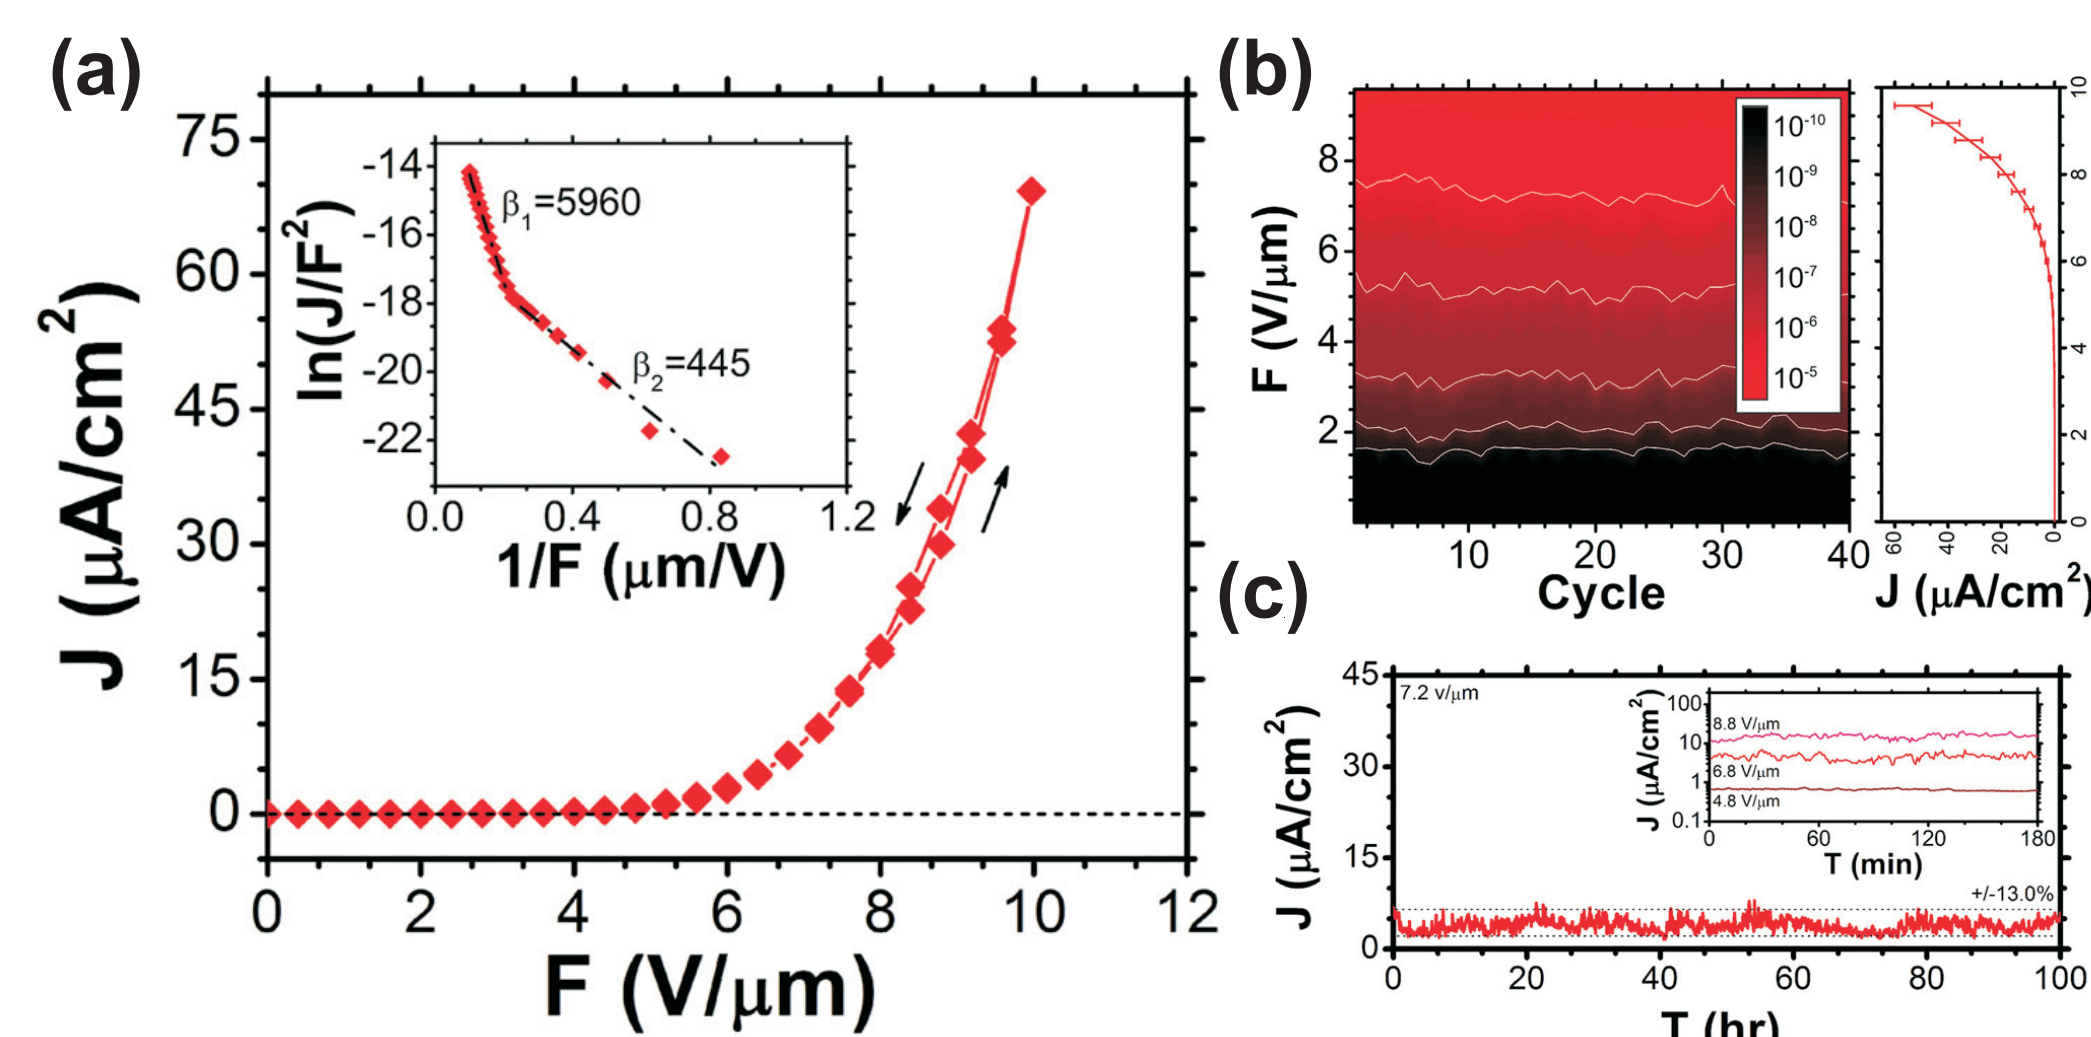 (a)
75
60
45
30
15
0
J (μA/cm²)
0 2 4 6 8 10 12
F (V/μm)
-14
-16
-18
-20
-22
ln(J/F²)
β₁=5960
β₂=445
0.0 0.4 0.8 1.2
1/F (μm/V)
(b)
8
6
4
2
F (V/μm)
10⁻¹⁰
10⁻⁹
10⁻⁸
10⁻⁷
10⁻⁶
10⁻⁵
10 20 30 40
Cycle
10
8
6
4
2
0
60 40 20 0
J (μA/cm²)
(c)
45
30
15
0
J (μA/cm²)
7.2 v/μm
100
10
1
0.1
J (μA/cm²)
8.8 V/μm
6.8 V/μm
4.8 V/μm
0 60 120 180
T (min)
+/-13.0%
0 20 40 60 80 100
T (hr)